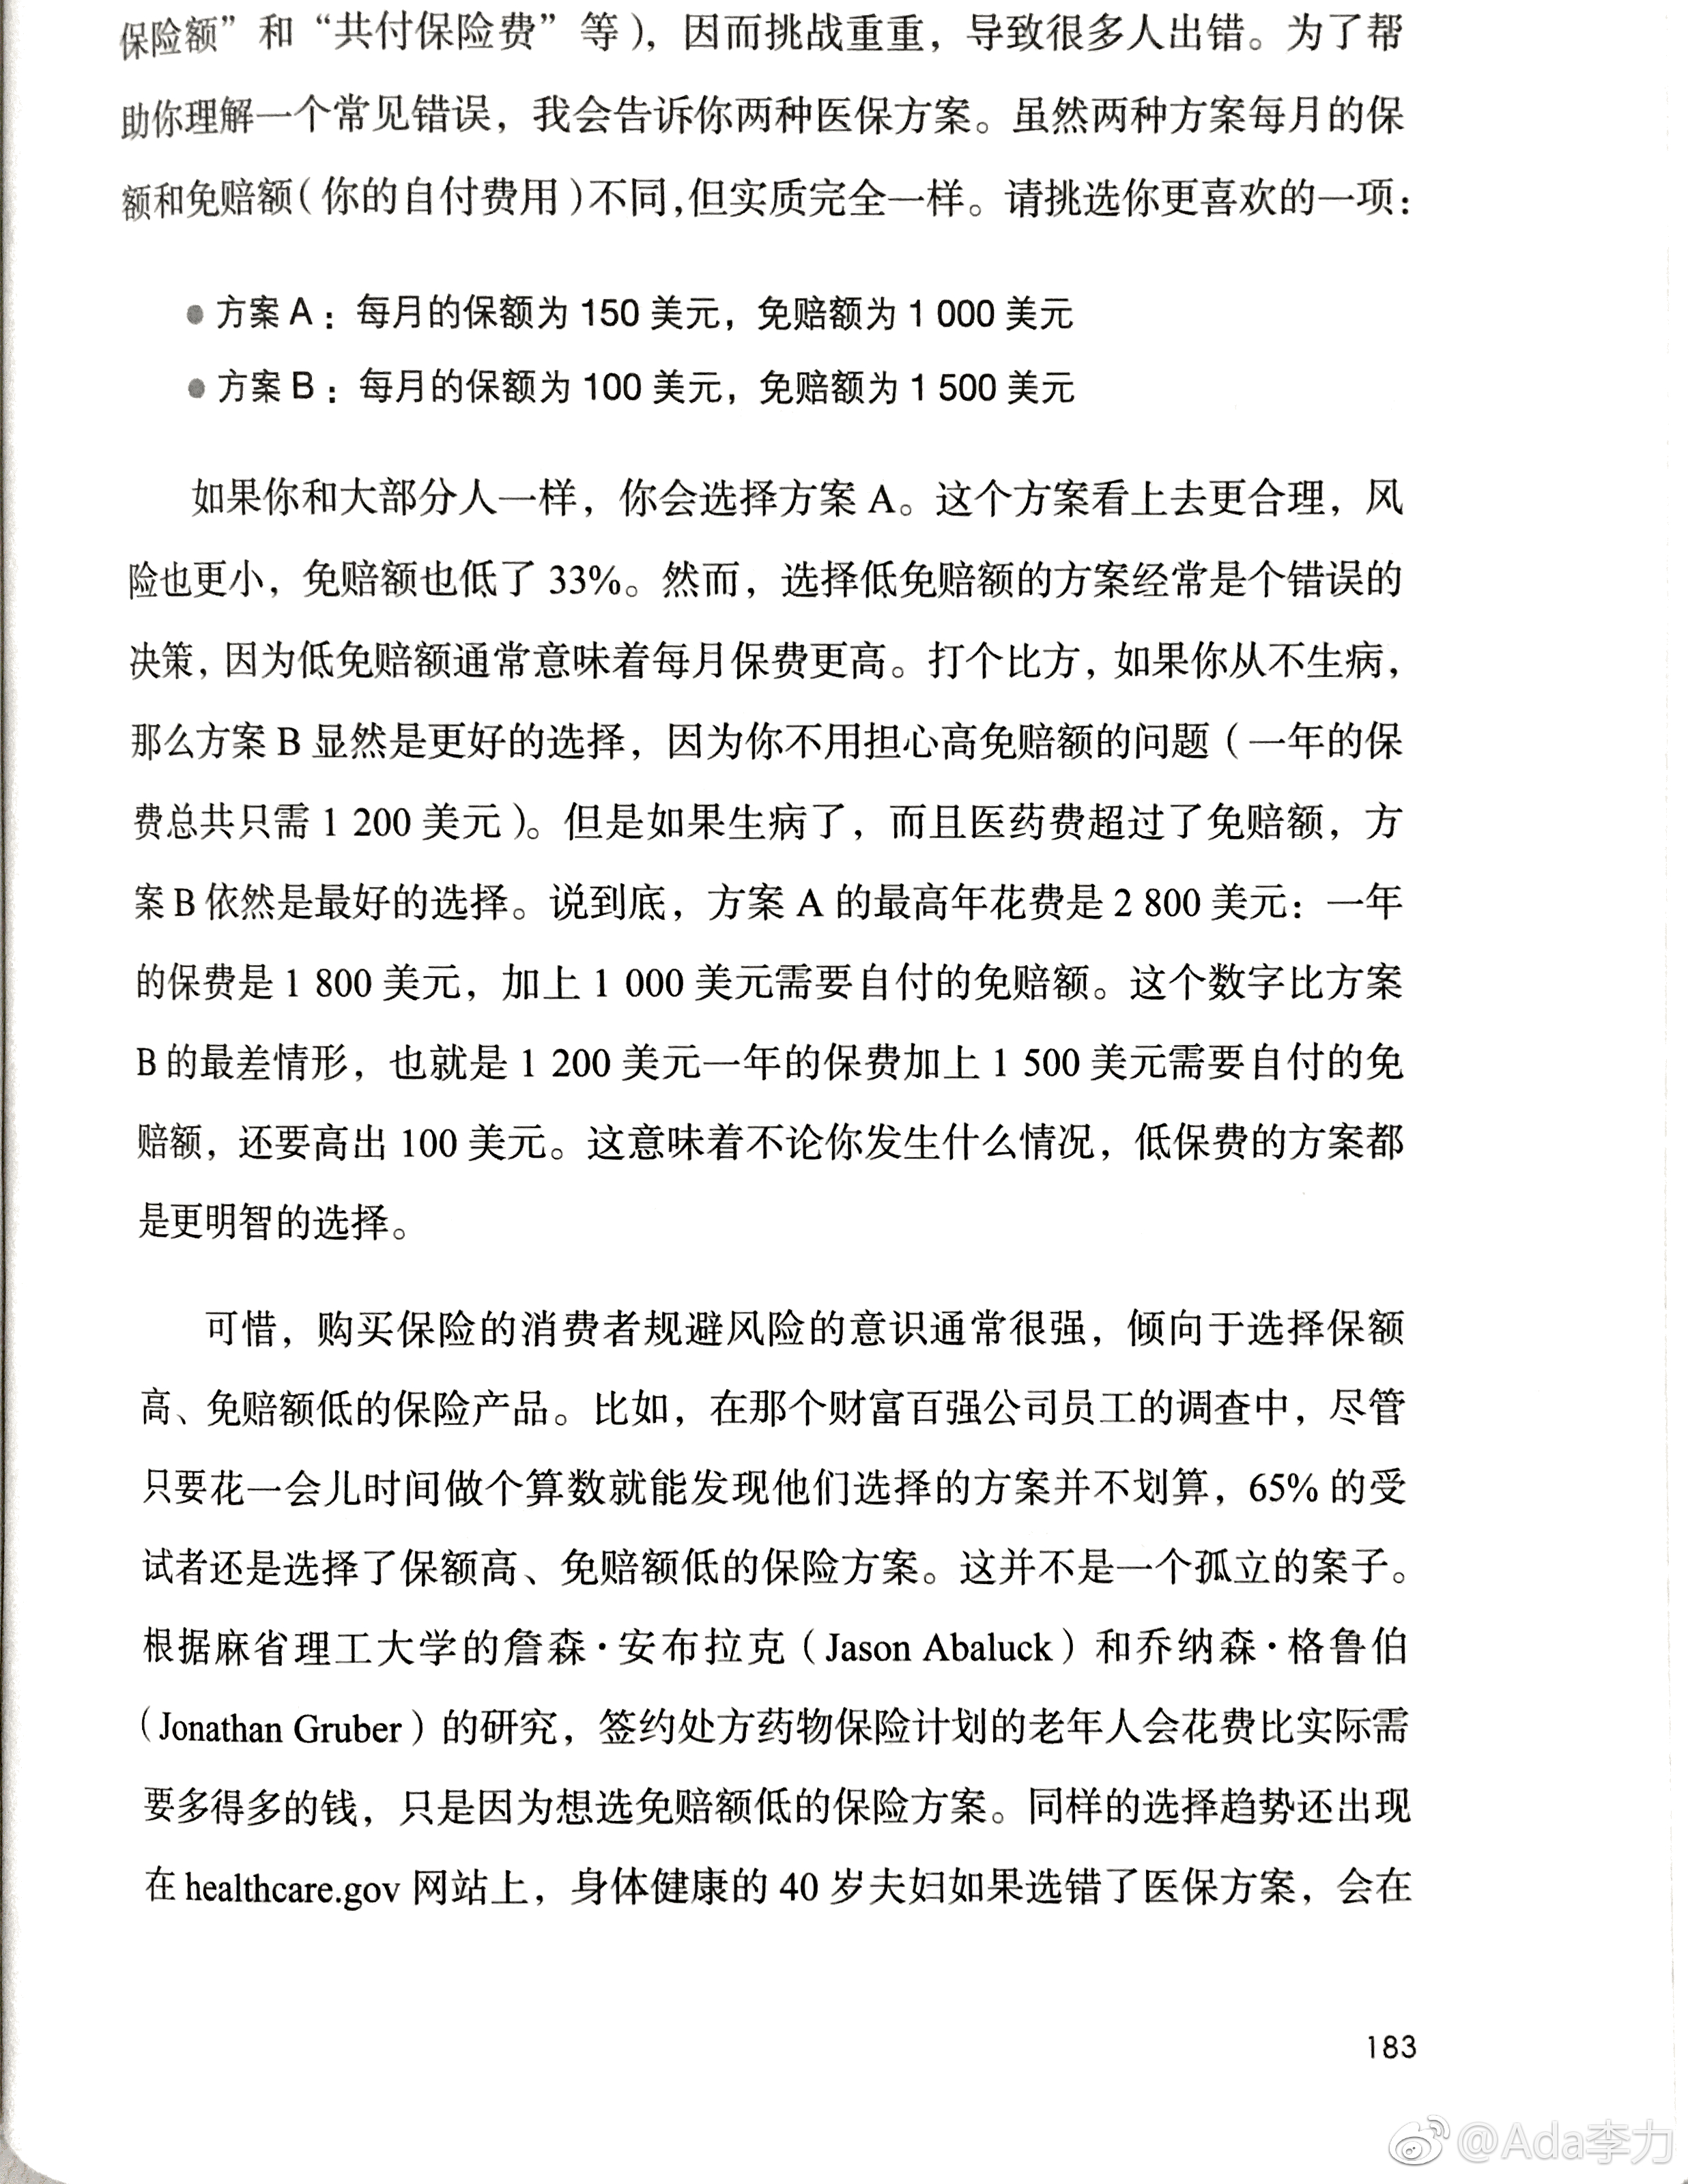 保险额”和“共付保险费”等），因而挑战重重，导致很多人出错。为了帮
助你理解一个常见错误，我会告诉你两种医保方案。虽然两种方案每月的保
额和免赔额（你的自付费用）不同，但实质完全一样。请挑选你更喜欢的一项：
● 方案 A：每月的保额为 150 美元，免赔额为 1 000 美元
● 方案 B：每月的保额为 100 美元，免赔额为 1 500 美元
如果你和大部分人一样，你会选择方案 A。这个方案看上去更合理，风
险也更小，免赔额也低了 33%。然而，选择低免赔额的方案经常是个错误的
决策，因为低免赔额通常意味着每月保费更高。打个比方，如果你从不生病，
那么方案 B 显然是更好的选择，因为你不用担心高免赔额的问题（一年的保
费总共只需 1 200 美元）。但是如果生病了，而且医药费超过了免赔额，方
案 B 依然是最好的选择。说到底，方案 A 的最高年花费是 2 800 美元：一年
的保费是 1 800 美元，加上 1 000 美元需要自付的免赔额。这个数字比方案
B 的最差情形，也就是 1 200 美元一年的保费加上 1 500 美元需要自付的免
赔额，还要高出 100 美元。这意味着不论你发生什么情况，低保费的方案都
是更明智的选择。
可惜，购买保险的消费者规避风险的意识通常很强，倾向于选择保额
高、免赔额低的保险产品。比如，在那个财富百强公司员工的调查中，尽管
只要花一会儿时间做个算数就能发现他们选择的方案并不划算，65% 的受
试者还是选择了保额高、免赔额低的保险方案。这并不是一个孤立的案子。
根据麻省理工大学的詹森·安布拉克（Jason Abaluck）和乔纳森·格鲁伯
（Jonathan Gruber）的研究，签约处方药物保险计划的老年人会花费比实际需
要多得多的钱，只是因为想选免赔额低的保险方案。同样的选择趋势还出现
在 healthcare.gov 网站上，身体健康的 40 岁夫妇如果选错了医保方案，会在
183
@Ada李力